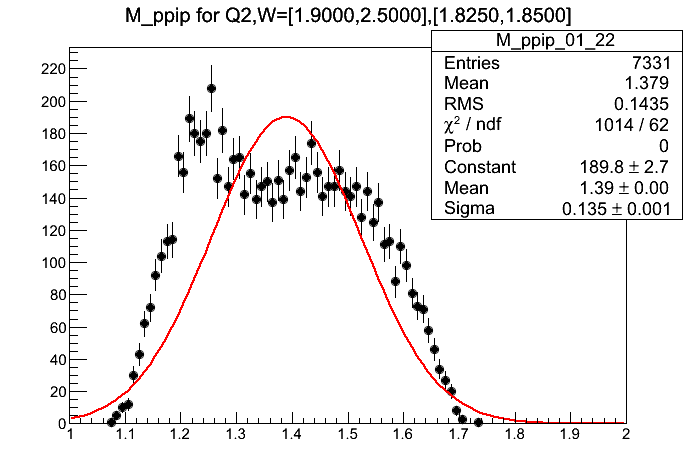 M_ppip for Q2,W=[1.9000,2.5000],[1.8250,1.8500]
M_ppip_01_22
Entries 7331
Mean 1.379
RMS 0.1435
χ² / ndf 1014 / 62
Prob 0
Constant 189.8 ± 2.7
Mean 1.39 ± 0.00
Sigma 0.135 ± 0.001
220
200
180
160
140
120
100
80
60
40
20
0
1 1.1 1.2 1.3 1.4 1.5 1.6 1.7 1.8 1.9 2